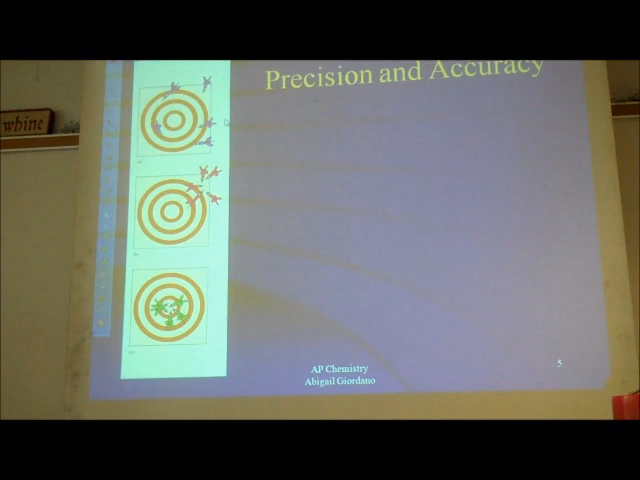 Precision and Accuracy
whine
AP Chemistry
Abigail Giordano
5